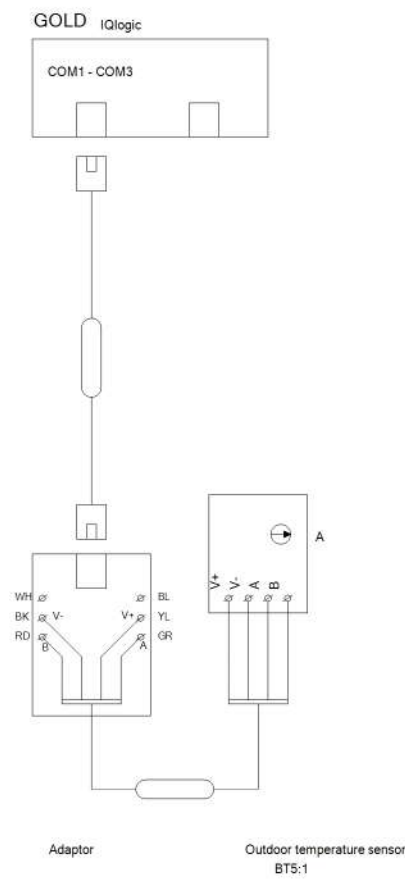 GOLD IQlogic
COM1 - COM3
A
V+ V- A B
WH BL
BK V- V+ YL
RD B A GR
Adaptor
Outdoor temperature sensor
BT5:1